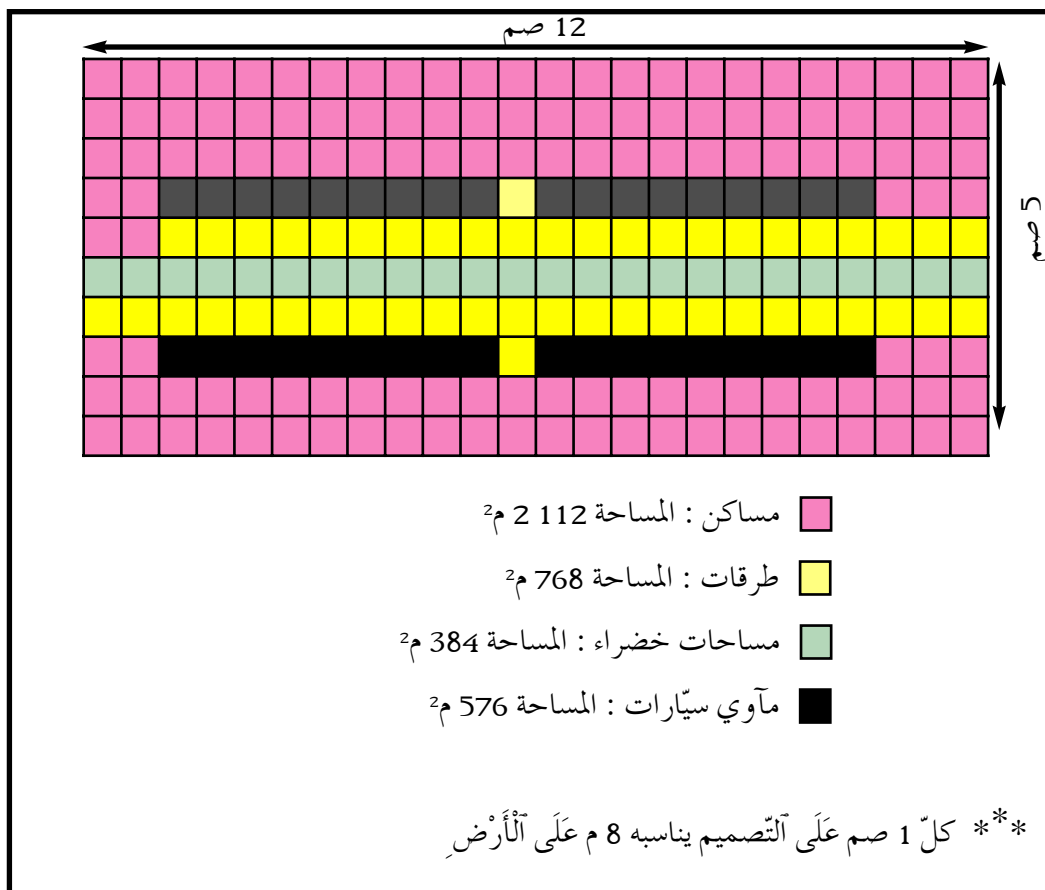 12 صم
5 صم
مساكن : المساحة 112 2 م²
طرقات : المساحة 768 م²
مساحات خضراء : المساحة 384 م²
مآوي سيّارات : المساحة 576 م²
*** كلّ 1 صم عَلَى ٱلتّصميم يناسبه 8 م عَلَى ٱلْأَرْضِ